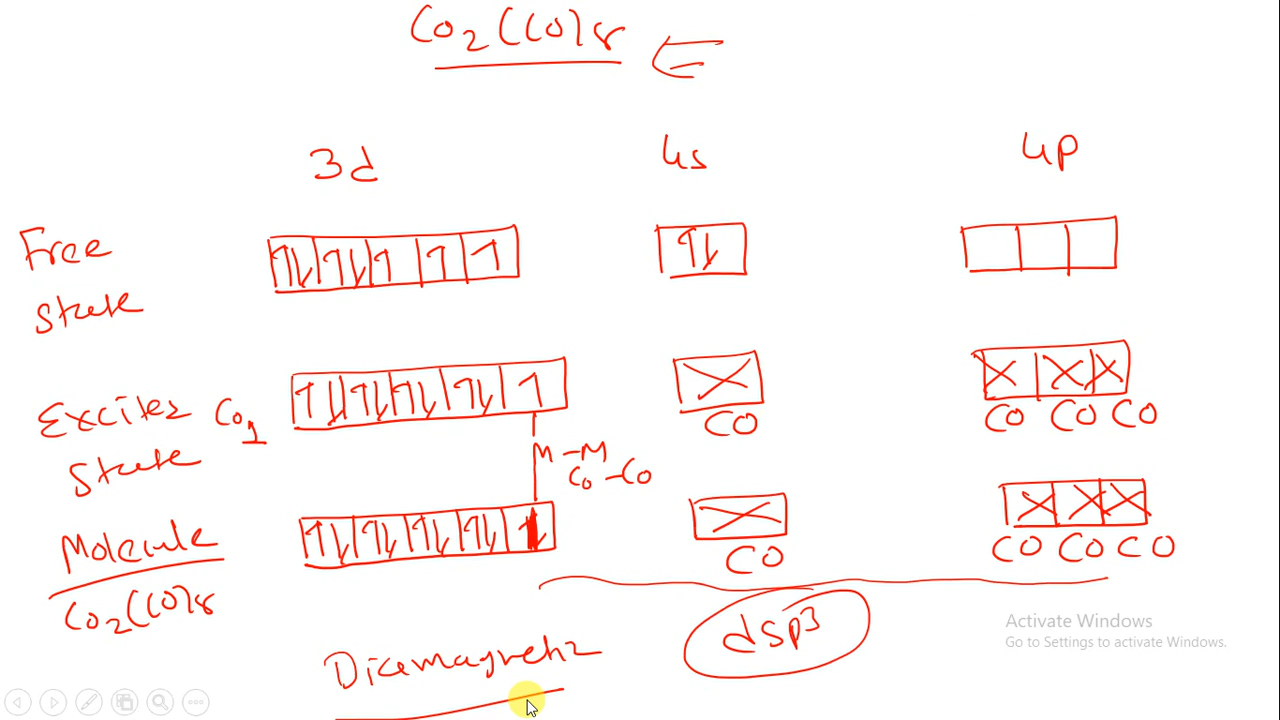 Co2(CO)8
3d 4s 4p
Free
State
Excited Co1
State
CO CO CO CO
M-M
Co-Co
Molecule
Co2(CO)8
CO CO CO CO
dsp3
Diamagnetic
Activate Windows
Go to Settings to activate Windows.